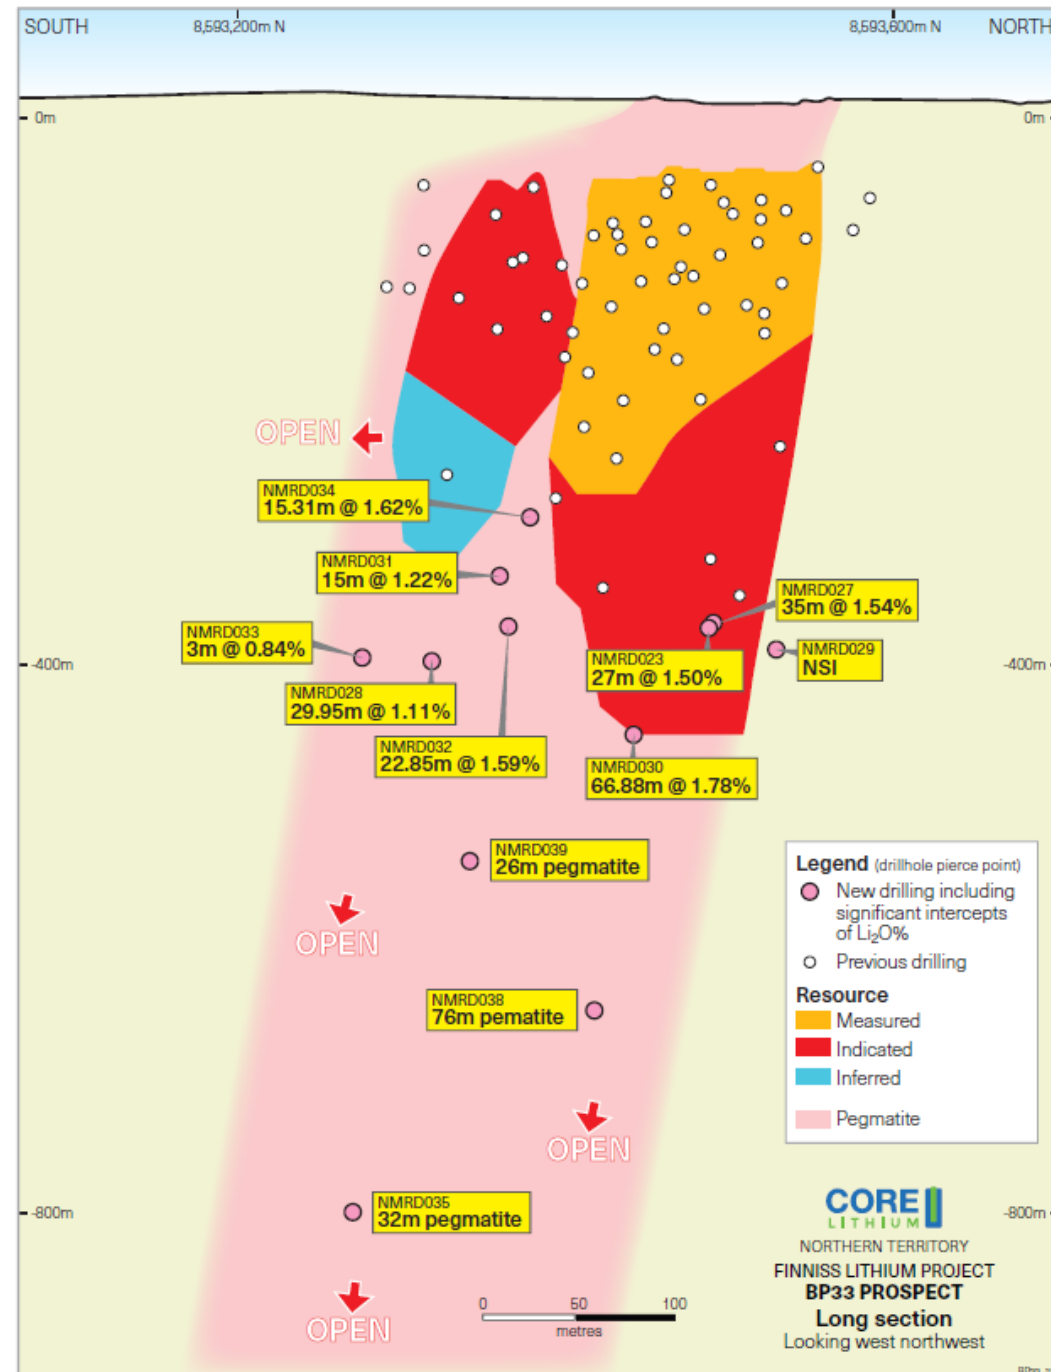 SOUTH
8,593,200m N
8,593,600m N
NORTH
0m
0m
OPEN
NMRD034
15.31m @ 1.62%
NMRD031
15m @ 1.22%
NMRD027
35m @ 1.54%
NMRD033
3m @ 0.84%
NMRD029
NSI
NMRD023
27m @ 1.50%
-400m
-400m
NMRD028
29.95m @ 1.11%
NMRD032
22.85m @ 1.59%
NMRD030
66.88m @ 1.78%
NMRD039
26m pegmatite
OPEN
NMRD038
76m pematite
OPEN
NMRD035
32m pegmatite
-800m
-800m
OPEN
Legend (drillhole pierce point)
New drilling including
significant intercepts
of Li₂O%
Previous drilling
Resource
Measured
Indicated
Inferred
Pegmatite
CORE
LITHIUM
NORTHERN TERRITORY
FINNISS LITHIUM PROJECT
BP33 PROSPECT
Long section
Looking west northwest
0 50 100
metres